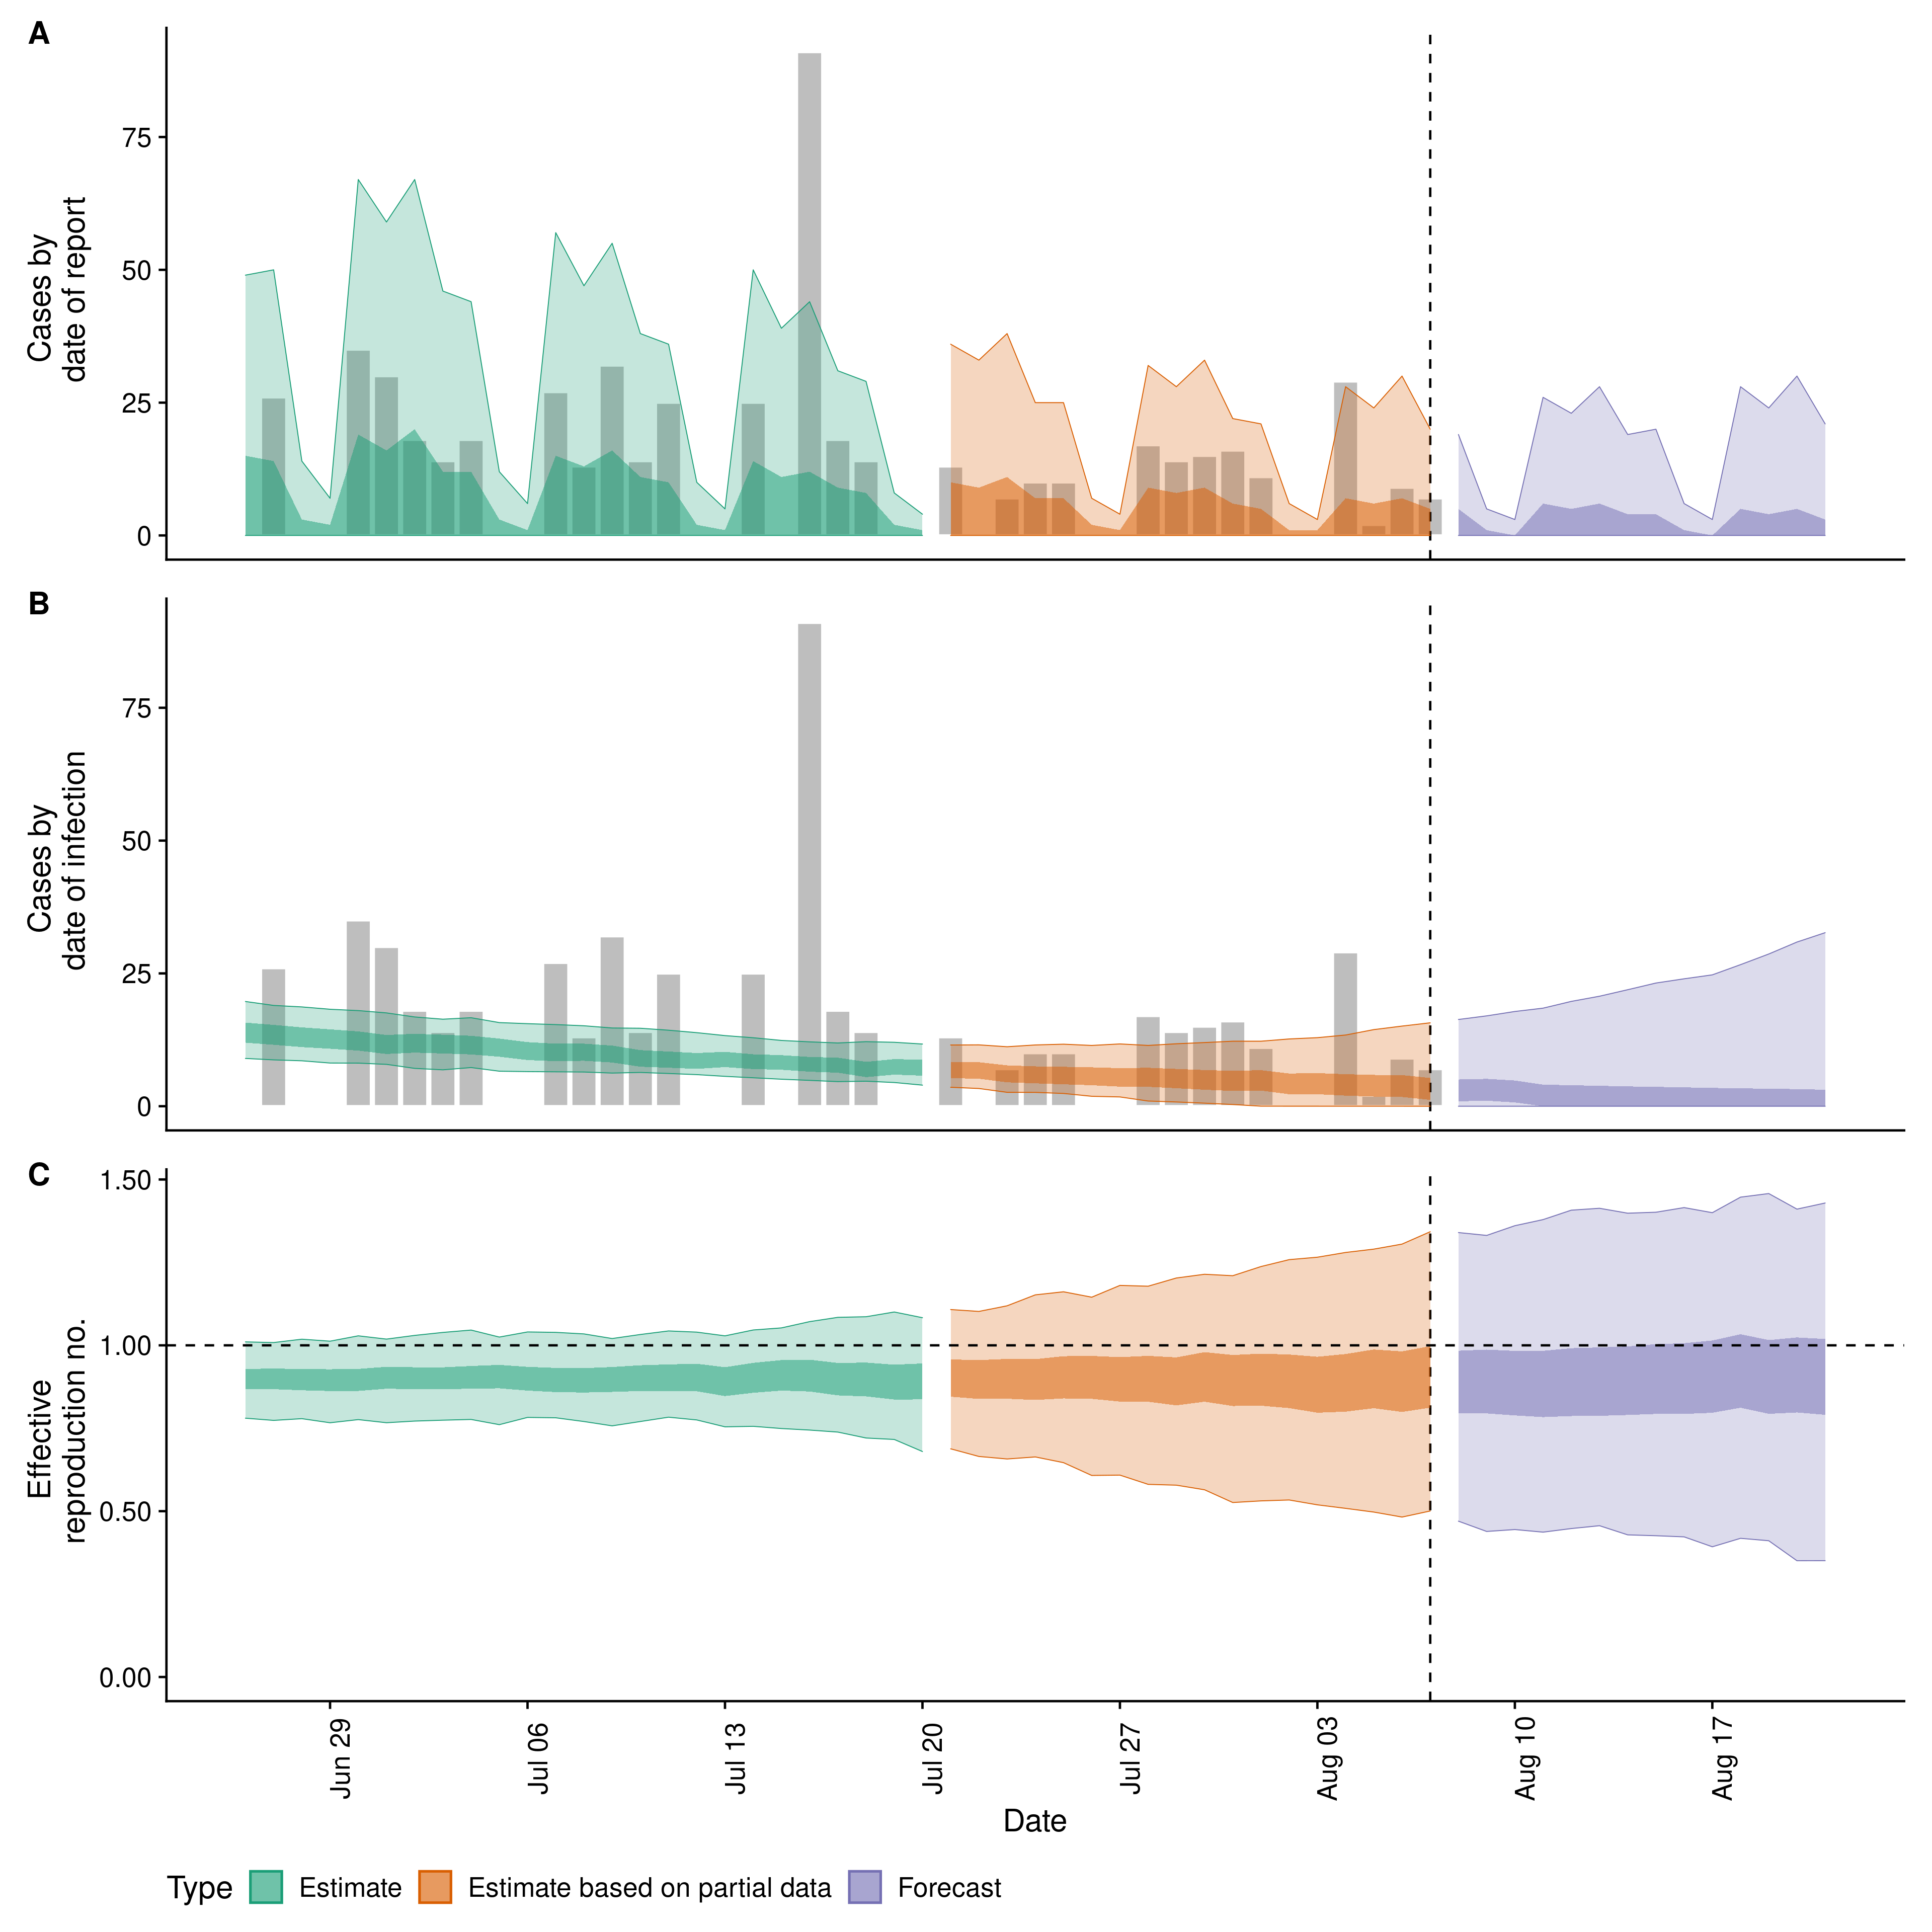 A
Cases by
date of report
75
50
25
0
B
Cases by
date of infection
75
50
25
0
C
Effective
reproduction no.
1.50
1.00
0.50
0.00
Jun 29
Jul 06
Jul 13
Jul 20
Jul 27
Aug 03
Aug 10
Aug 17
Date
Type Estimate Estimate based on partial data Forecast